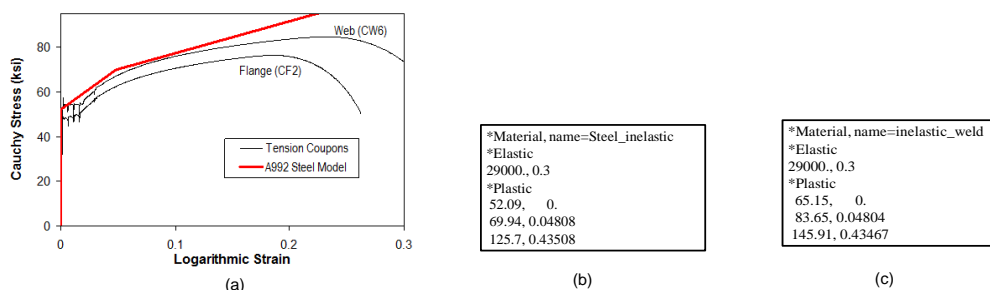 80
60
40
20
0
0
0.1
0.2
0.3
Cauchy Stress (ksi)
Logarithmic Strain
Web (CW6)
Flange (CF2)
Tension Coupons
A992 Steel Model
(a)
*Material, name=Steel_inelastic
*Elastic
29000., 0.3
*Plastic
52.09, 0.
69.94, 0.04808
125.7, 0.43508
(b)
*Material, name=inelastic_weld
*Elastic
29000., 0.3
*Plastic
65.15, 0.
83.65, 0.04804
145.91, 0.43467
(c)